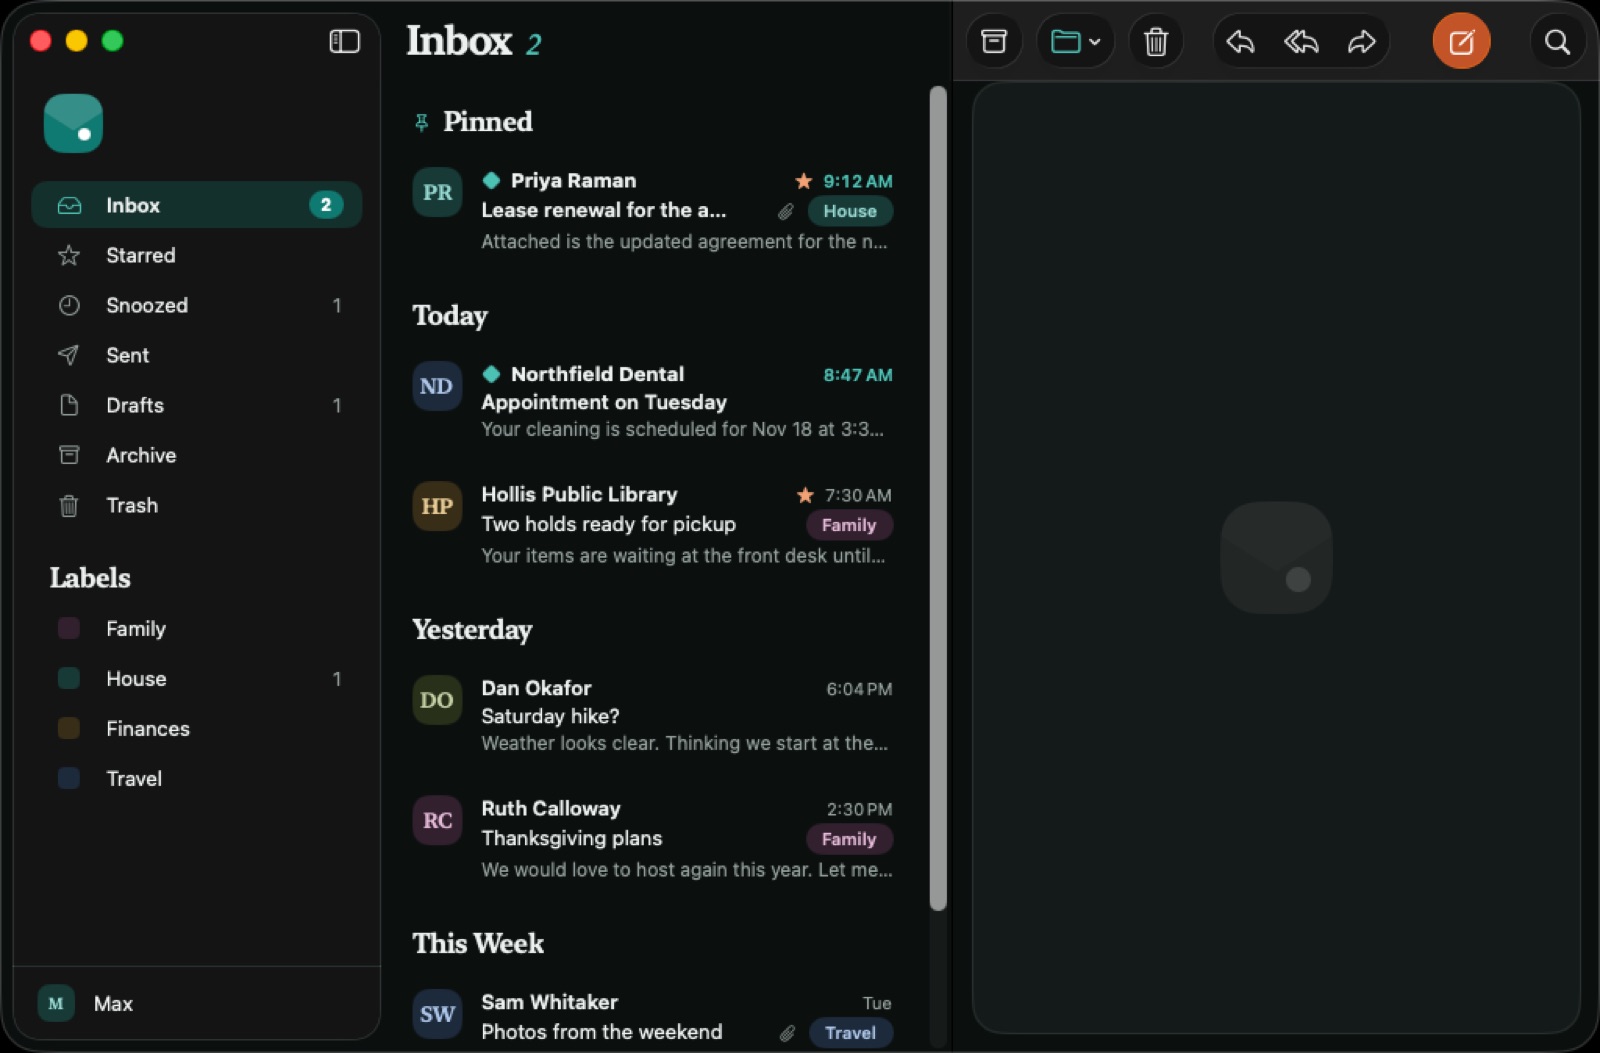 Inbox 2
Inbox 2
Starred
Snoozed 1
Sent
Drafts 1
Archive
Trash
Labels
Family
House 1
Finances
Travel
M Max
Pinned
PR Priya Raman 9:12 AM
Lease renewal for the a... House
Attached is the updated agreement for the n...
Today
ND Northfield Dental 8:47 AM
Appointment on Tuesday
Your cleaning is scheduled for Nov 18 at 3:3...
HP Hollis Public Library 7:30 AM
Two holds ready for pickup Family
Your items are waiting at the front desk until...
Yesterday
DO Dan Okafor 6:04 PM
Saturday hike?
Weather looks clear. Thinking we start at the...
RC Ruth Calloway 2:30 PM
Thanksgiving plans Family
We would love to host again this year. Let me...
This Week
SW Sam Whitaker Tue
Photos from the weekend Travel